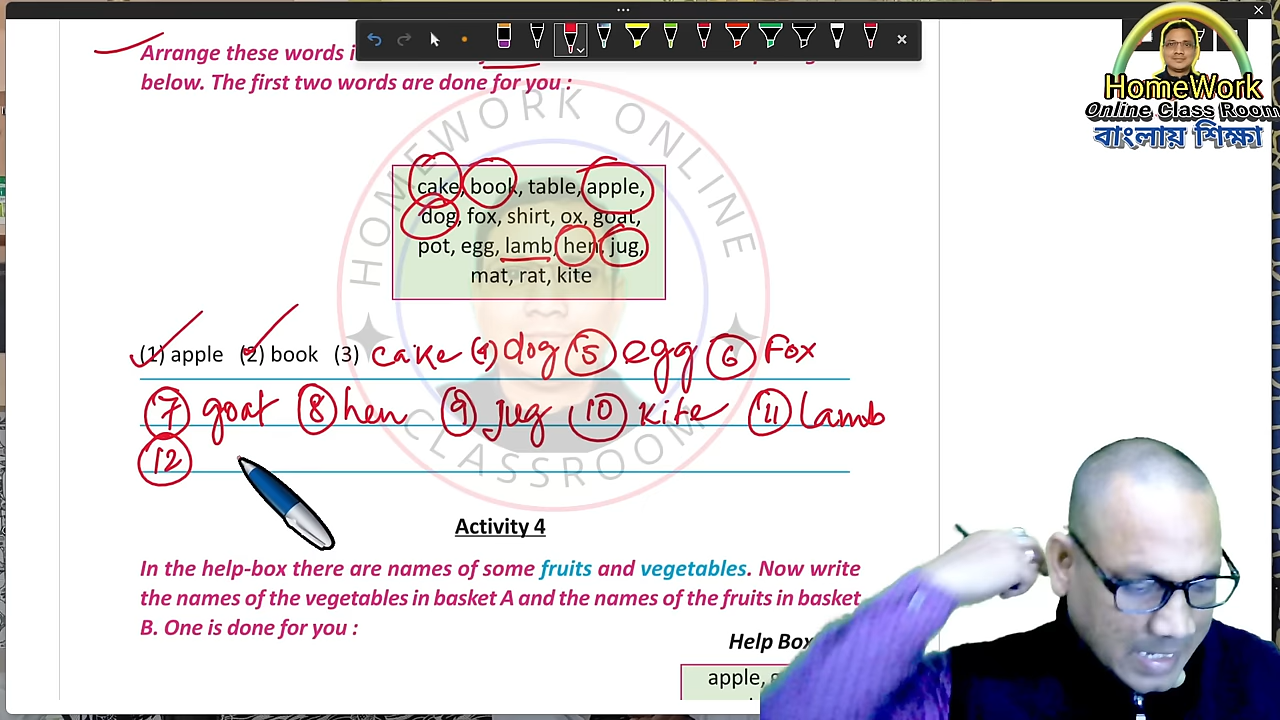 Arrange these words i
below. The first two words are done for you :
HomeWork
Online Class Room
বাংলায় শিক্ষা
HOMEWORK ONLINE
CLASSROOM
cake, book, table, apple,
dog, fox, shirt, ox, goat,
pot, egg, lamb, hen, jug,
mat, rat, kite
(1) apple (2) book (3) cake (4) dog (5) egg (6) Fox
(7) goat (8) hen (9) jug (10) kite (11) lamb
(12)
Activity 4
In the help-box there are names of some fruits and vegetables. Now write
the names of the vegetables in basket A and the names of the fruits in basket
B. One is done for you :
Help Box
apple,